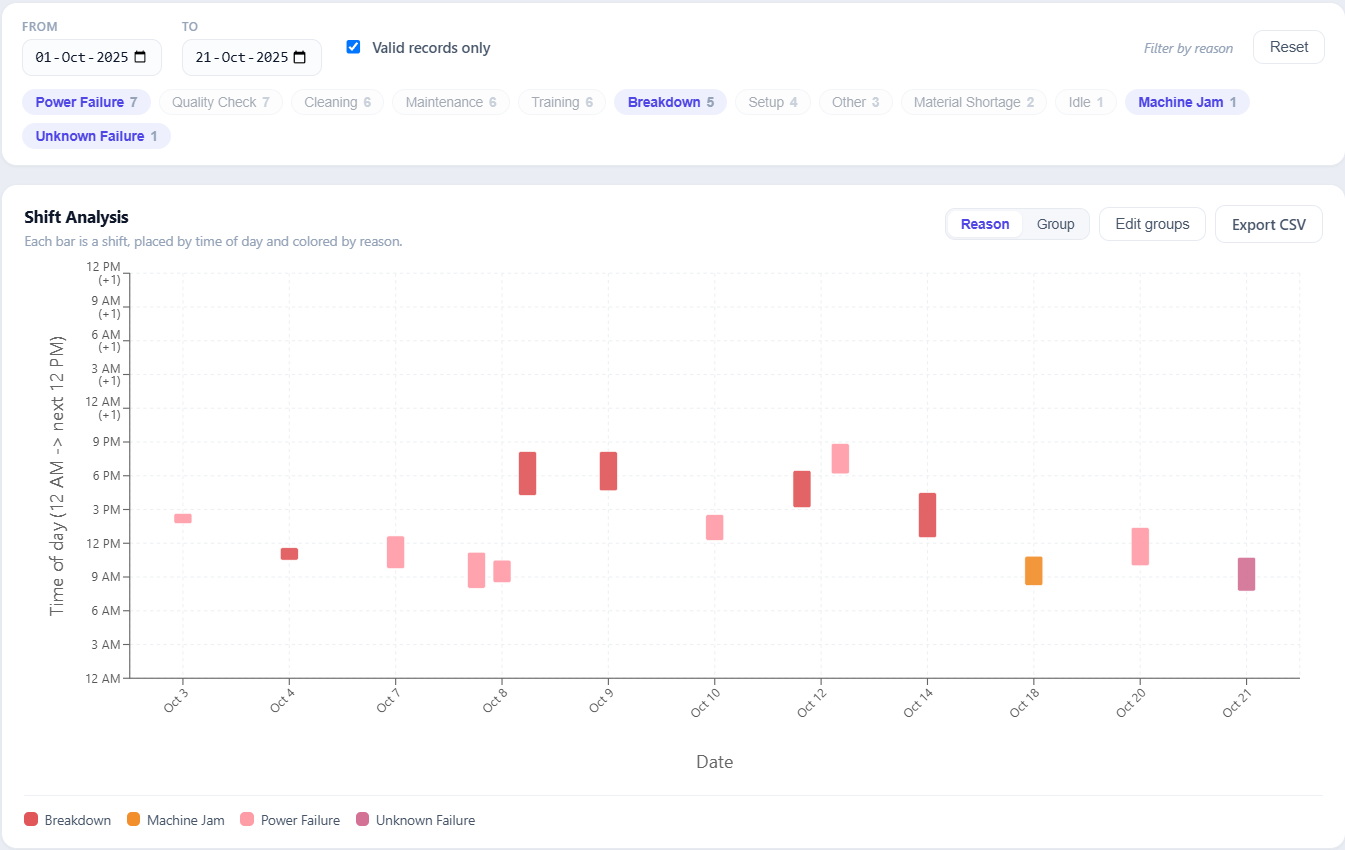 FROM TO
01-Oct-2025 21-Oct-2025 Valid records only Filter by reason Reset
Power Failure 7 Quality Check 7 Cleaning 6 Maintenance 6 Training 6 Breakdown 5 Setup 4 Other 3 Material Shortage 2 Idle 1 Machine Jam 1
Unknown Failure 1
Shift Analysis
Each bar is a shift, placed by time of day and colored by reason.
Reason Group Edit groups Export CSV
Time of day (12 AM -> next 12 PM)
12 PM
(+1)
9 AM
(+1)
6 AM
(+1)
3 AM
(+1)
12 AM
(+1)
9 PM
6 PM
3 PM
12 PM
9 AM
6 AM
3 AM
12 AM
Oct 3 Oct 4 Oct 7 Oct 8 Oct 9 Oct 10 Oct 12 Oct 14 Oct 18 Oct 20 Oct 21
Date
Breakdown Machine Jam Power Failure Unknown Failure